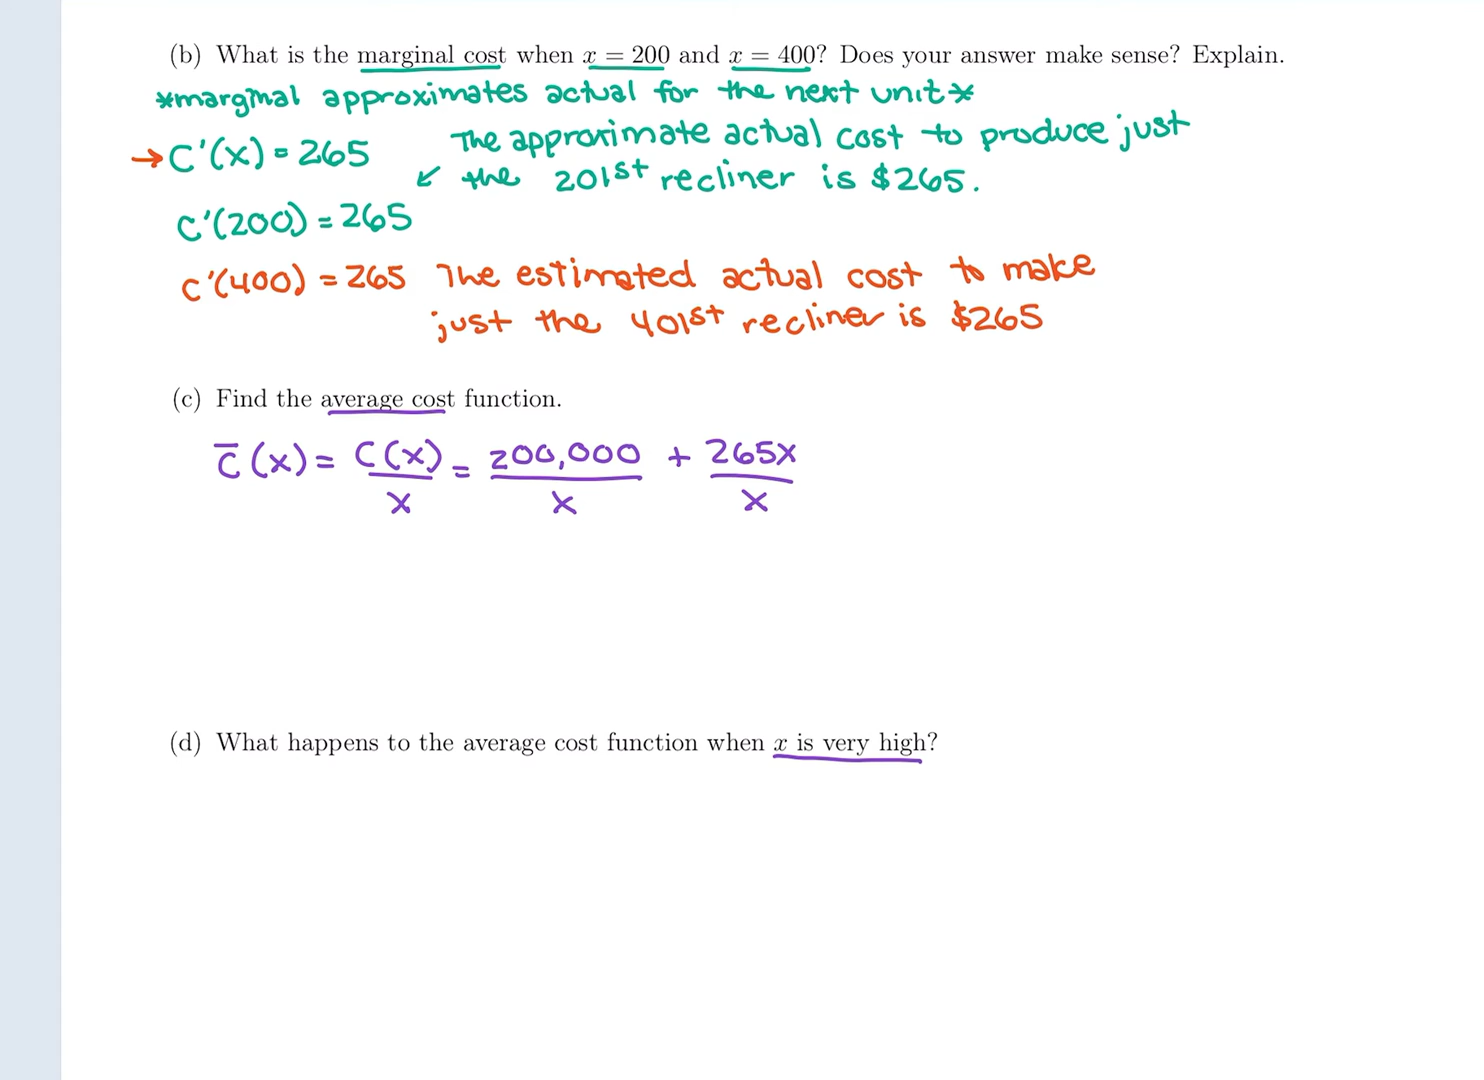 (b) What is the marginal cost when x = 200 and x = 400? Does your answer make sense? Explain.
*marginal approximates actual for the next unit*
→ C'(x) = 265
The approximate actual cost to produce just
↙ the 201st recliner is $265.
C'(200) = 265
C'(400) = 265 The estimated actual cost to make
just the 401st recliner is $265
(c) Find the average cost function.
C̅(x) = C(x)/x = 200,000/x + 265x/x
(d) What happens to the average cost function when x is very high?